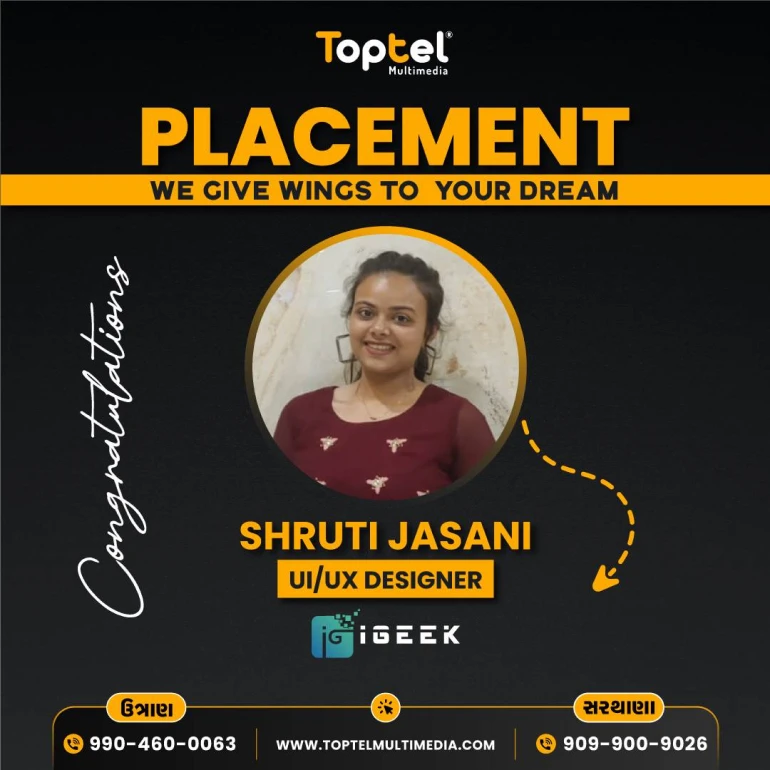 Toptel®
Multimedia
PLACEMENT
WE GIVE WINGS TO YOUR DREAM
Congratulations
SHRUTI JASANI
UI/UX DESIGNER
iG iGEEK
ઉત્રાણ
સરથાણા
990-460-0063
WWW.TOPTELMULTIMEDIA.COM
909-900-9026